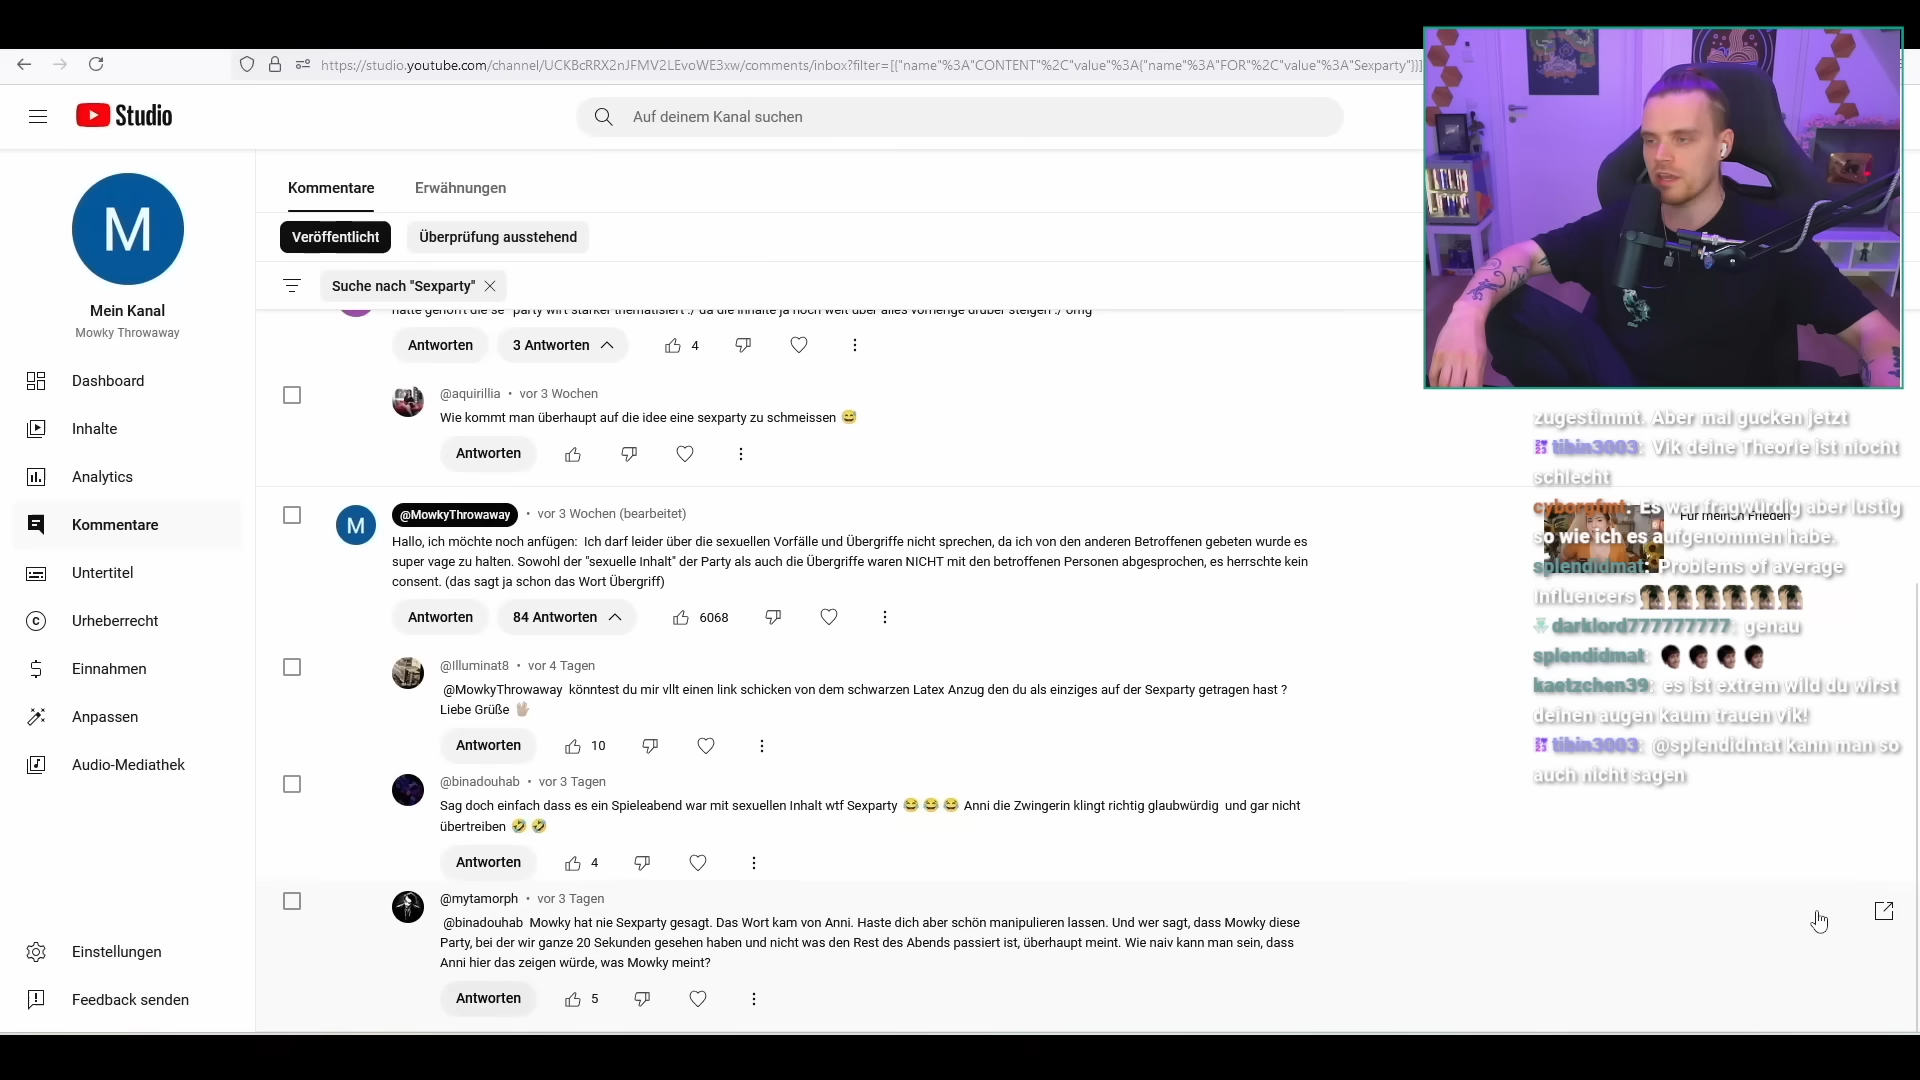 https://studio.youtube.com/channel/UCKBcRRX2nJFMV2LEvoWE3xw/comments/inbox?filter=[{"name"%3A"CONTENT"%2C"value"%3A{"name"%3A"FOR"%2C"value"%3A"Sexparty"}}]
Studio
Auf deinem Kanal suchen
M
Mein Kanal
Mowky Throwaway
Dashboard
Inhalte
Analytics
Kommentare
Untertitel
Urheberrecht
Einnahmen
Anpassen
Audio-Mediathek
Einstellungen
Feedback senden
Kommentare
Erwähnungen
Veröffentlicht
Überprüfung ausstehend
Suche nach "Sexparty"
Antworten
3 Antworten
4
@aquirillia • vor 3 Wochen
Wie kommt man überhaupt auf die idee eine sexparty zu schmeissen 😅
Antworten
M
@MowkyThrowaway • vor 3 Wochen (bearbeitet)
Hallo, ich möchte noch anfügen: Ich darf leider über die sexuellen Vorfälle und Übergriffe nicht sprechen, da ich von den anderen Betroffenen gebeten wurde es
super vage zu halten. Sowohl der "sexuelle Inhalt" der Party als auch die Übergriffe waren NICHT mit den betroffenen Personen abgesprochen, es herrschte kein
consent. (das sagt ja schon das Wort Übergriff)
Antworten
84 Antworten
6068
@Illuminat8 • vor 4 Tagen
@MowkyThrowaway könntest du mir vllt einen link schicken von dem schwarzen Latex Anzug den du als einziges auf der Sexparty getragen hast ?
Liebe Grüße 🖖🏼
Antworten
10
@binadouhab • vor 3 Tagen
Sag doch einfach dass es ein Spieleabend war mit sexuellen Inhalt wtf Sexparty 😂 😂 😂 Anni die Zwingerin klingt richtig glaubwürdig und gar nicht
übertreiben 🤣 🤣
Antworten
4
@mytamorph • vor 3 Tagen
@binadouhab Mowky hat nie Sexparty gesagt. Das Wort kam von Anni. Haste dich aber schön manipulieren lassen. Und wer sagt, dass Mowky diese
Party, bei der wir ganze 20 Sekunden gesehen haben und nicht was den Rest des Abends passiert ist, überhaupt meint. Wie naiv kann man sein, dass
Anni hier das zeigen würde, was Mowky meint?
Antworten
5
Für meinen Frieden
zugestimmt. Aber mal gucken jetzt
tibin3003: Vik deine Theorie ist niocht
schlecht
cyborgfint: Es war fragwürdig aber lustig
so wie ich es aufgenommen habe.
splendidmat: Problems of average
influencers
darklord777777777: genau
splendidmat:
kaetzchen39: es ist extrem wild du wirst
deinen augen kaum trauen vik!
tibin3003: @splendidmat kann man so
auch nicht sagen